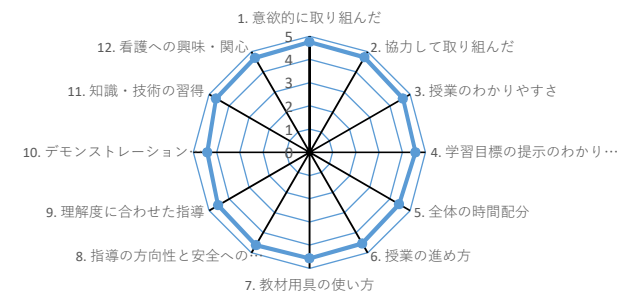 1. 意欲的に取り組んだ
2. 協力して取り組んだ
3. 授業のわかりやすさ
4. 学習目標の提示のわかり…
5. 全体の時間配分
6. 授業の進め方
7. 教材用具の使い方
8. 指導の方向性と安全への…
9. 理解度に合わせた指導
10. デモンストレーション…
11. 知識・技術の習得
12. 看護への興味・関心
5
4
3
2
1
0